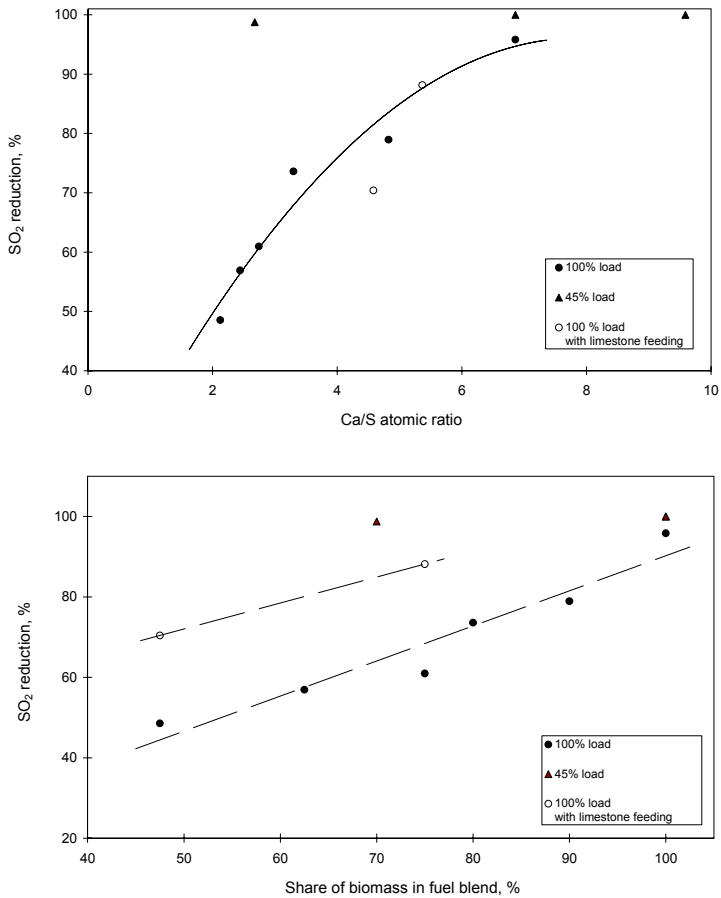 100
90
80
70
60
50
40
SO2 reduction, %
100% load
45% load
100 % load
with limestone feeding
0 2 4 6 8 10
Ca/S atomic ratio
100
80
60
40
20
SO2 reduction, %
100% load
45% load
100% load
with limestone feeding
40 50 60 70 80 90 100
Share of biomass in fuel blend, %